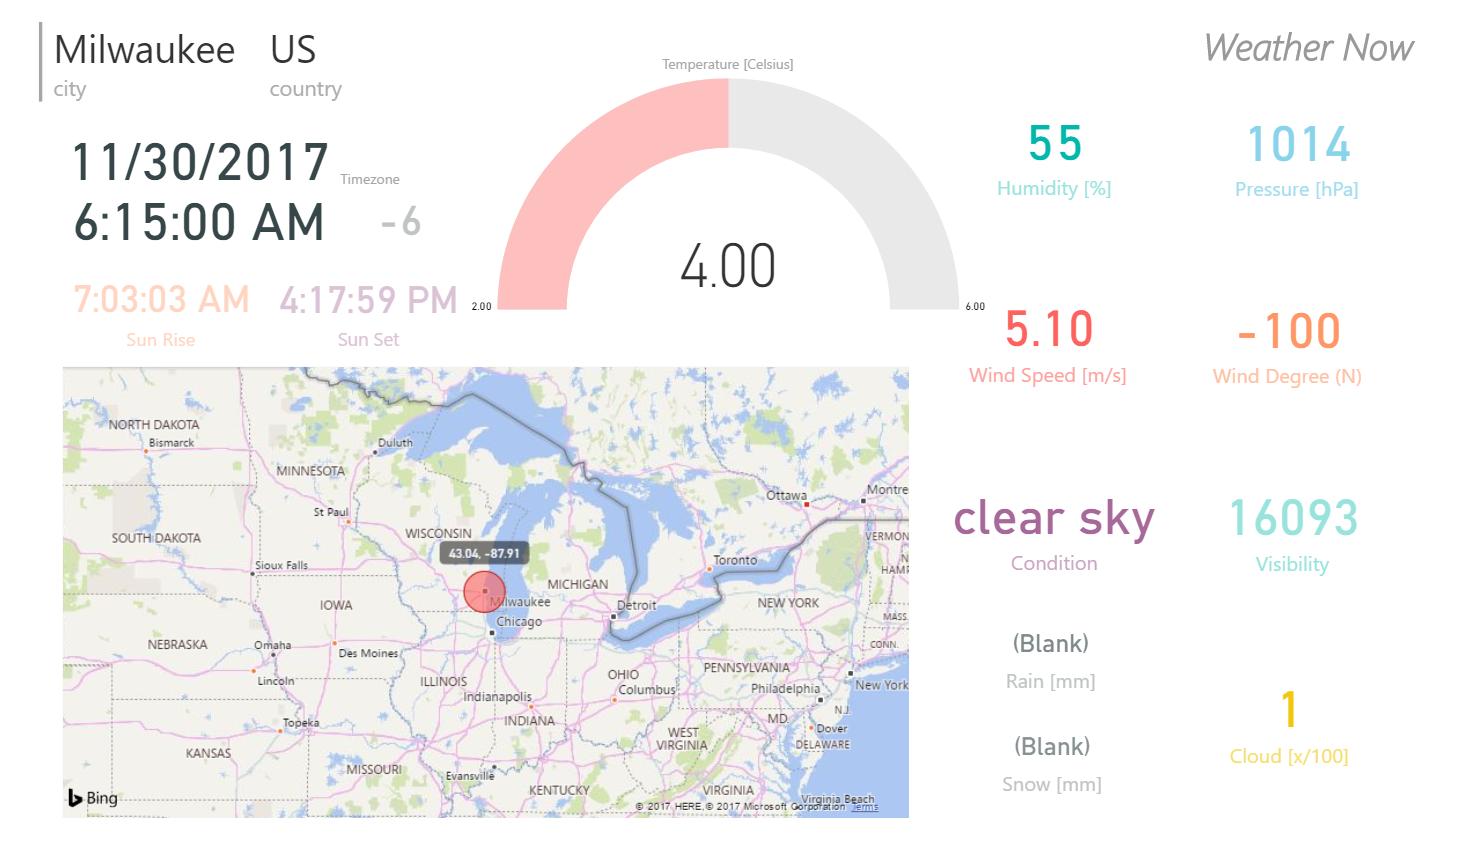 Milwaukee US
city country
Weather Now
11/30/2017
Timezone
6:15:00 AM -6
7:03:03 AM 4:17:59 PM
Sun Rise Sun Set
Temperature [Celsius]
4.00
2.00 6.00
55 1014
Humidity [%] Pressure [hPa]
5.10 -100
Wind Speed [m/s] Wind Degree (N)
clear sky 16093
Condition Visibility
(Blank)
Rain [mm]
1
Cloud [x/100]
(Blank)
Snow [mm]
NORTH DAKOTA
Bismarck
Duluth
MINNESOTA
Ottawa
Montre
St Paul
WISCONSIN
SOUTH DAKOTA
VERMON
43.04, -87.91
Toronto
Sioux Falls
HAMP
MICHIGAN
IOWA
Milwaukee
Detroit
NEW YORK
MASS.
Chicago
NEBRASKA
Omaha
Des Moines
CONN.
PENNSYLVANIA
OHIO
Lincoln
ILLINOIS
Columbus
Philadelphia
New York
Indianapolis
N.J.
Topeka
INDIANA
MD.
Dover
WEST
VIRGINIA
DELAWARE
KANSAS
MISSOURI
Evansville
KENTUCKY
VIRGINIA
Virginia Beach
Bing
© 2017 HERE, © 2017 Microsoft Corporation Terms